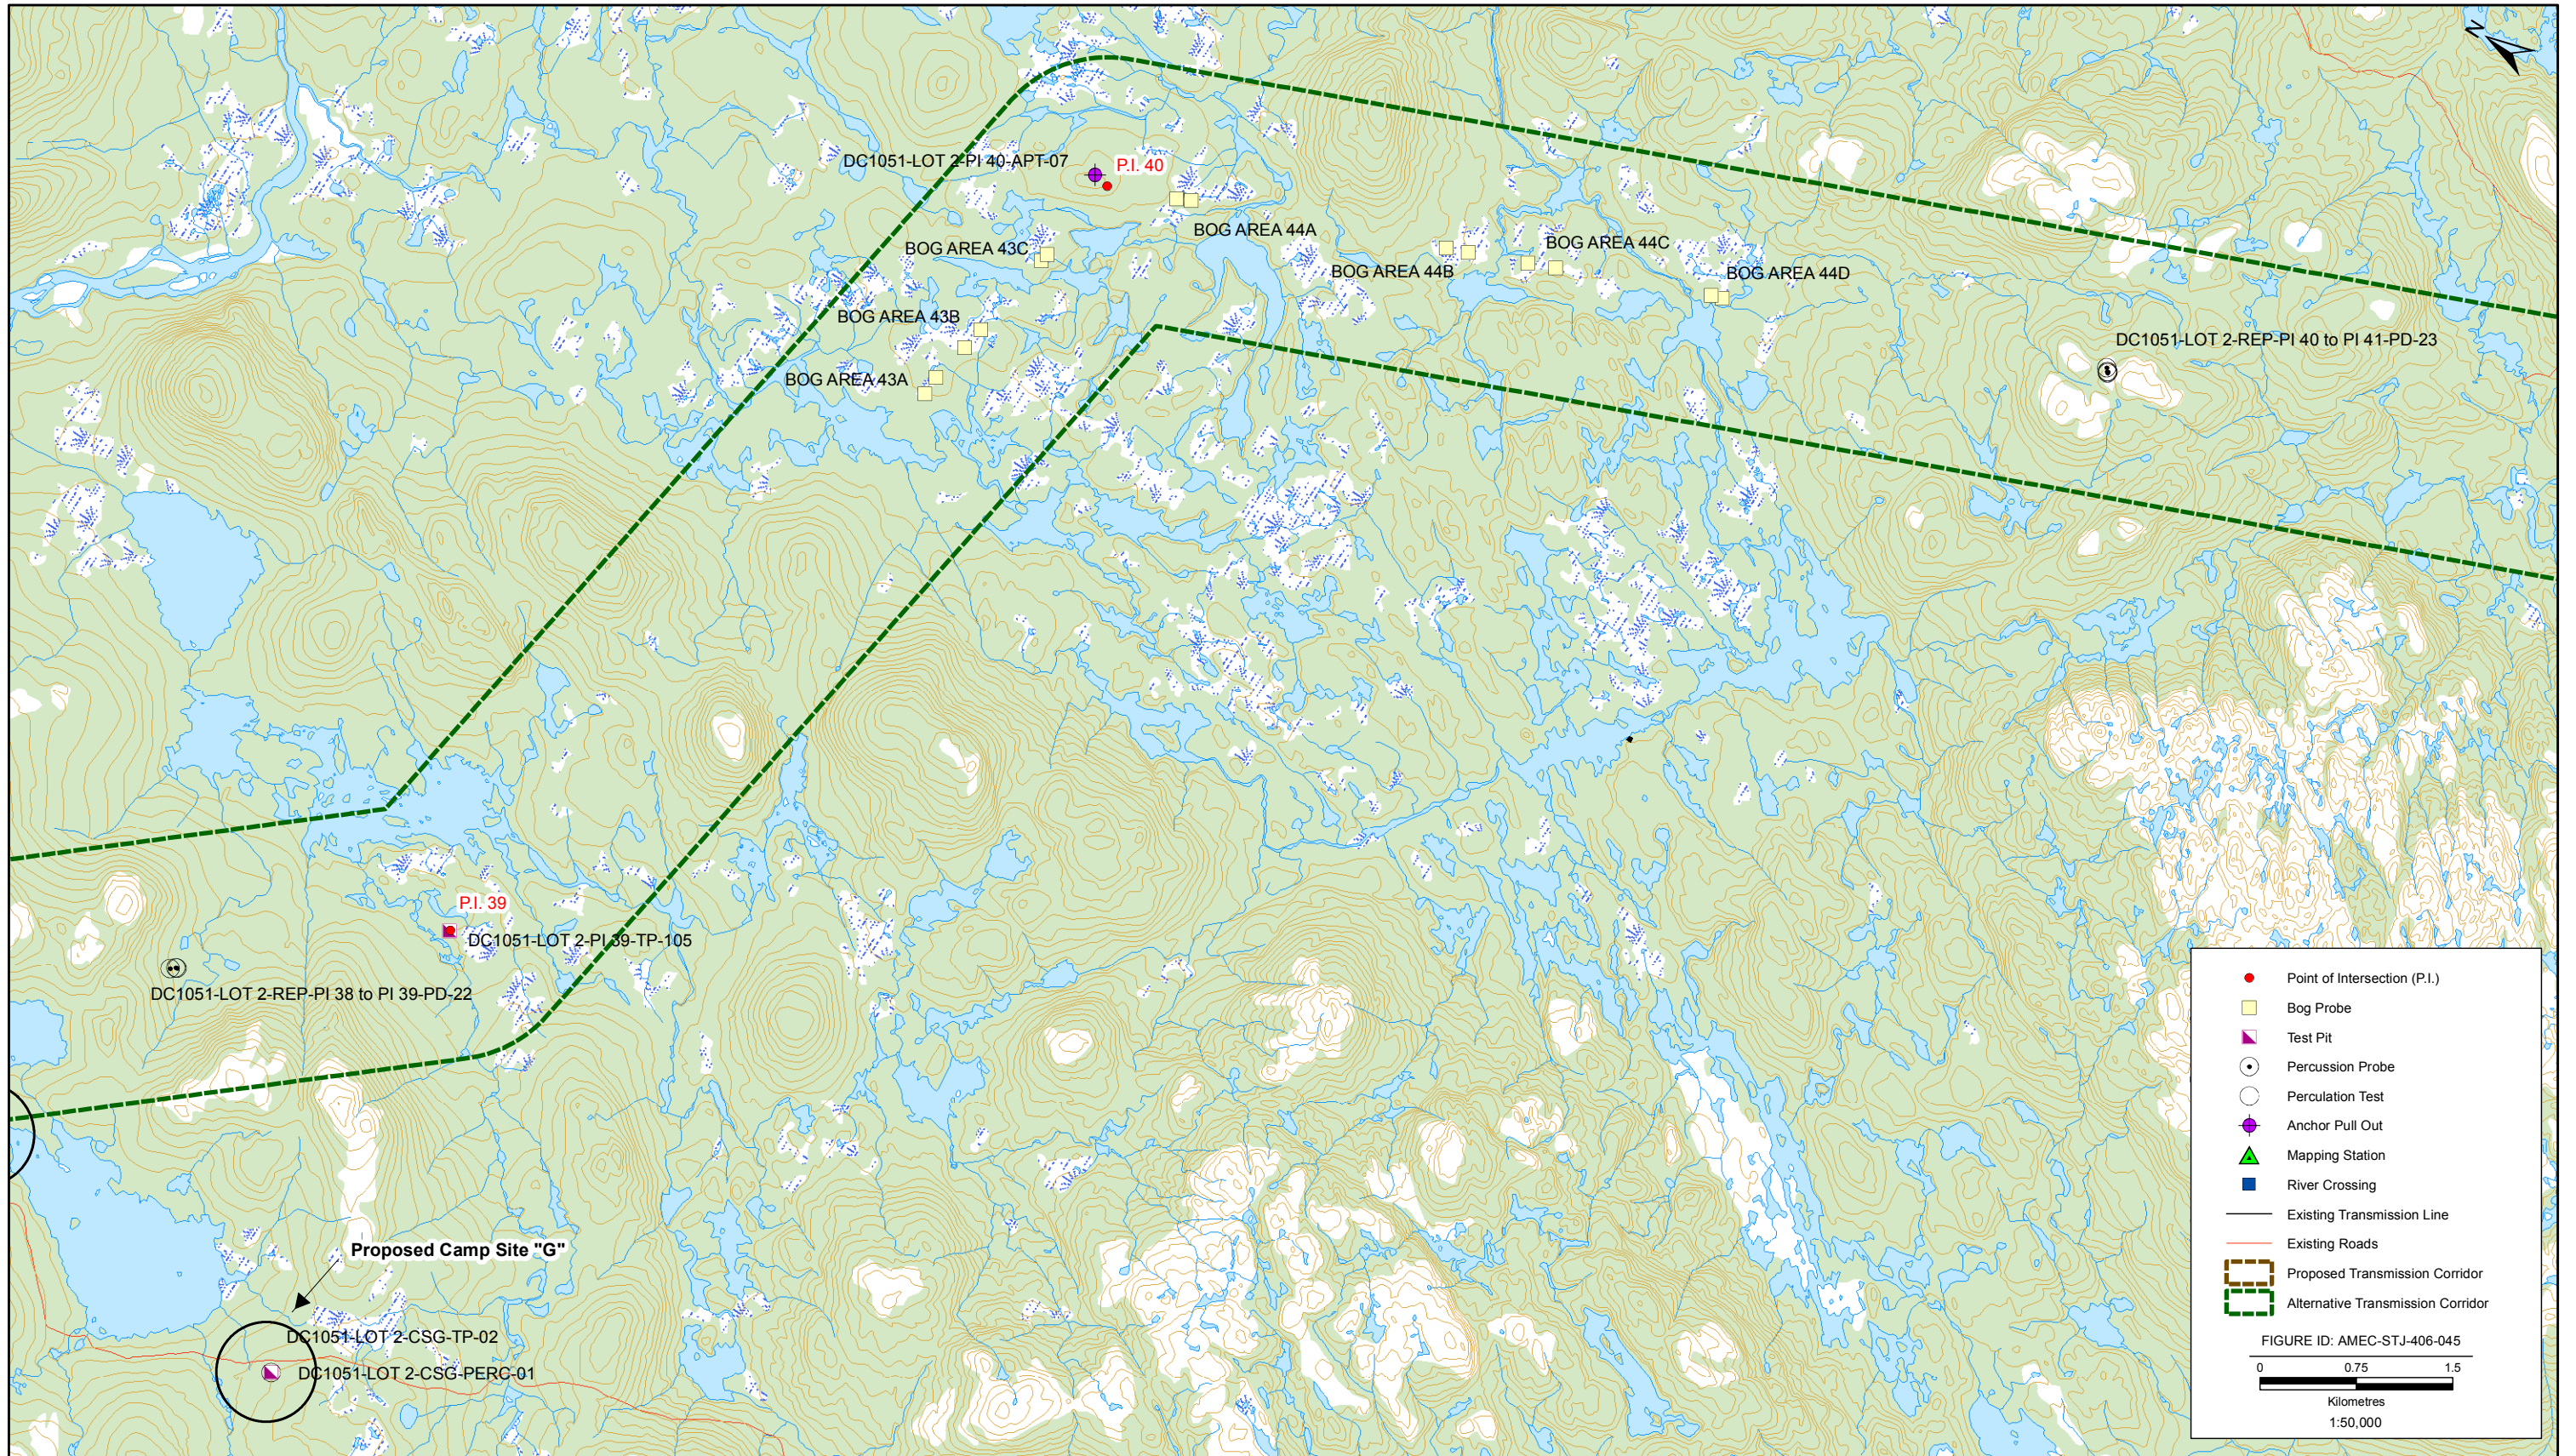 N
DC1051-LOT 2-PI 40-APT-07
P.I. 40
BOG AREA 44A
BOG AREA 43C
BOG AREA 44C
BOG AREA 44B
BOG AREA 44D
BOG AREA 43B
DC1051-LOT 2-REP-PI 40 to PI 41-PD-23
BOG AREA 43A
P.I. 39
DC1051-LOT 2-PI 39-TP-105
DC1051-LOT 2-REP-PI 38 to PI 39-PD-22
Proposed Camp Site "G"
DC1051-LOT 2-CSG-TP-02
DC1051-LOT 2-CSG-PERC-01
Point of Intersection (P.I.)
Bog Probe
Test Pit
Percussion Probe
Perculation Test
Anchor Pull Out
Mapping Station
River Crossing
Existing Transmission Line
Existing Roads
Proposed Transmission Corridor
Alternative Transmission Corridor
FIGURE ID: AMEC-STJ-406-045
0 0.75 1.5
Kilometres
1:50,000